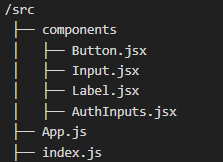 /src
├── components
│   ├── Button.jsx
│   ├── Input.jsx
│   ├── Label.jsx
│   ├── AuthInputs.jsx
├── App.js
├── index.js